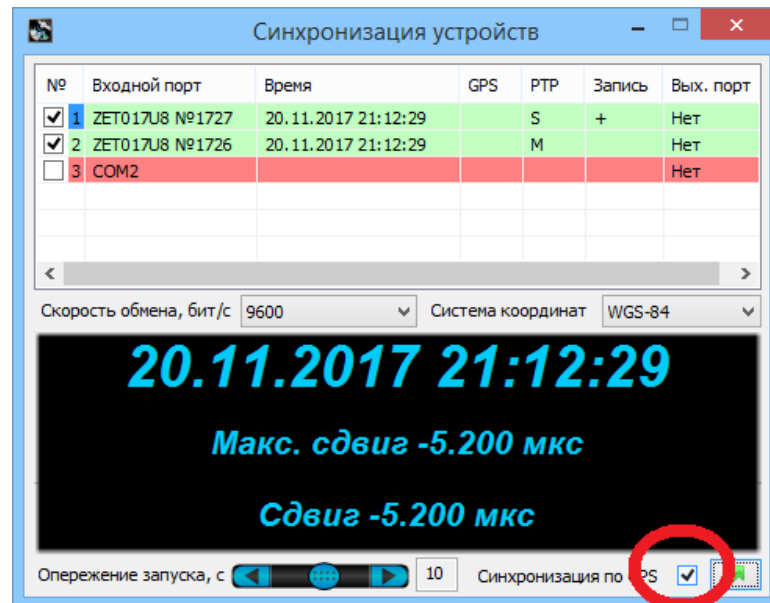 Синхронизация устройств
№ Входной порт Время GPS PTP Запись Вых. порт
1 ZET017U8 №1727 20.11.2017 21:12:29 S + Нет
2 ZET017U8 №1726 20.11.2017 21:12:29 M Нет
3 COM2 Нет
Скорость обмена, бит/с 9600 Система координат WGS-84
20.11.2017 21:12:29
Макс. сдвиг -5.200 мкс
Сдвиг -5.200 мкс
Опережение запуска, с 10 Синхронизация по GPS